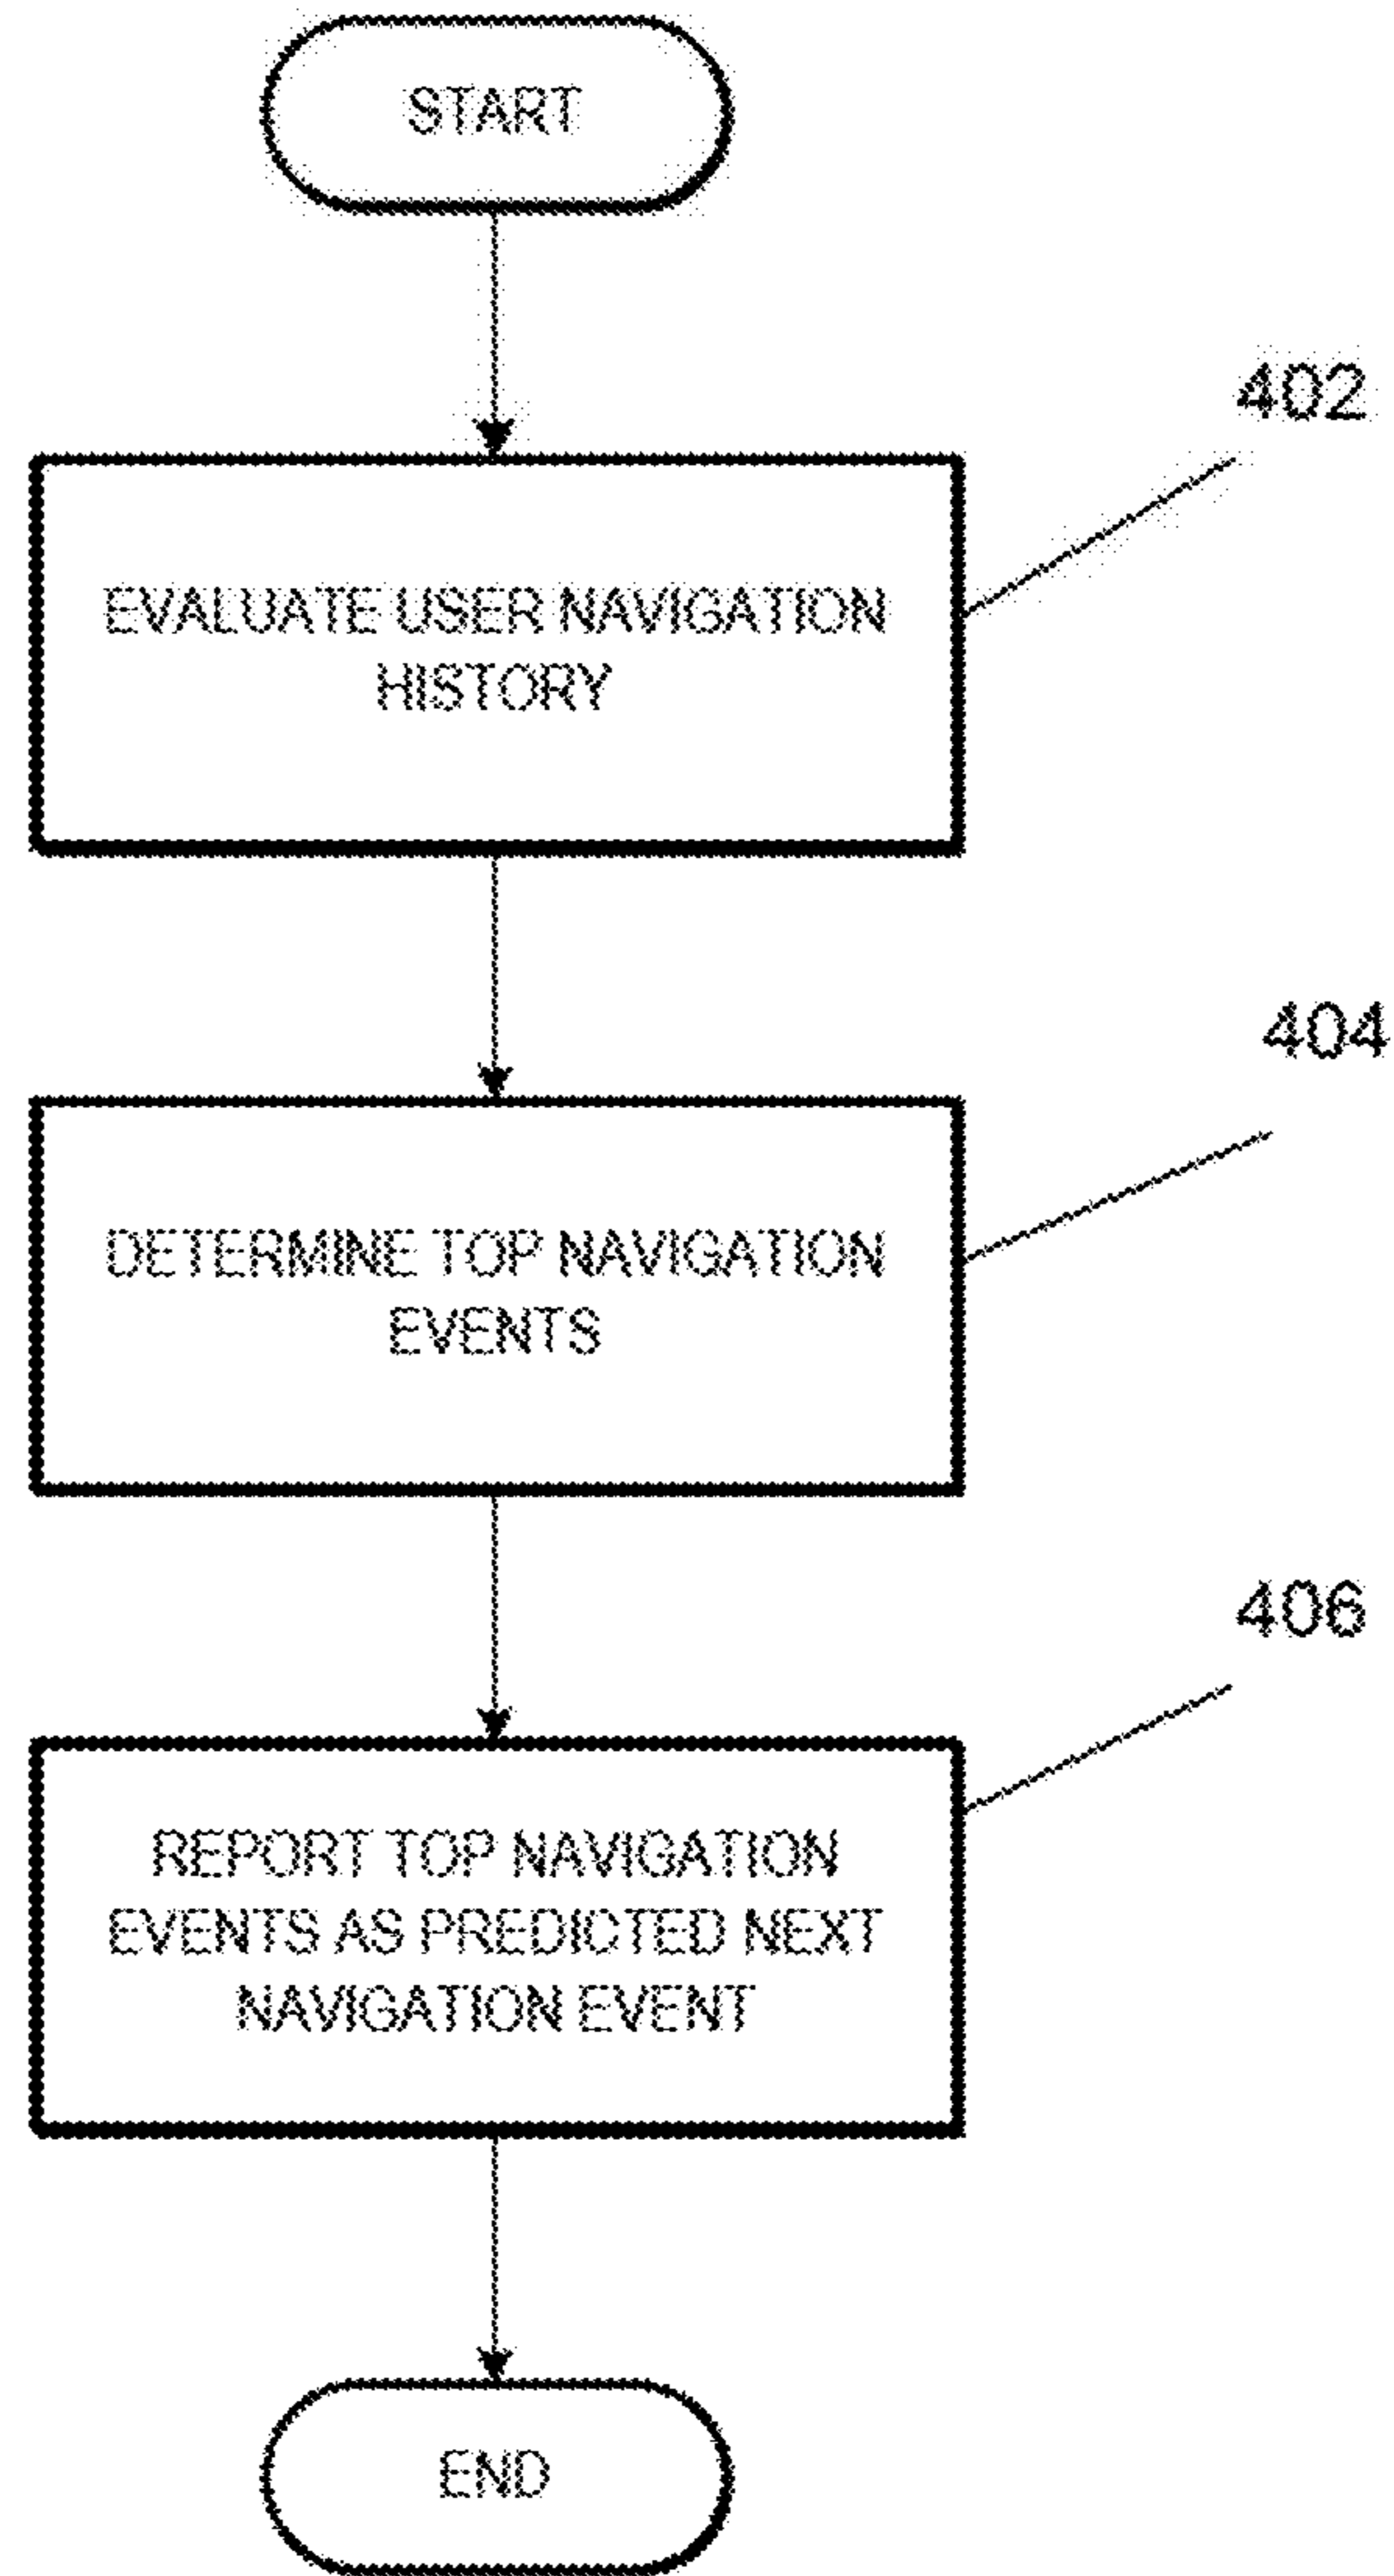 START
402
EVALUATE USER NAVIGATION
HISTORY
404
DETERMINE TOP NAVIGATION
EVENTS
406
REPORT TOP NAVIGATION
EVENTS AS PREDICTED NEXT
NAVIGATION EVENT
END